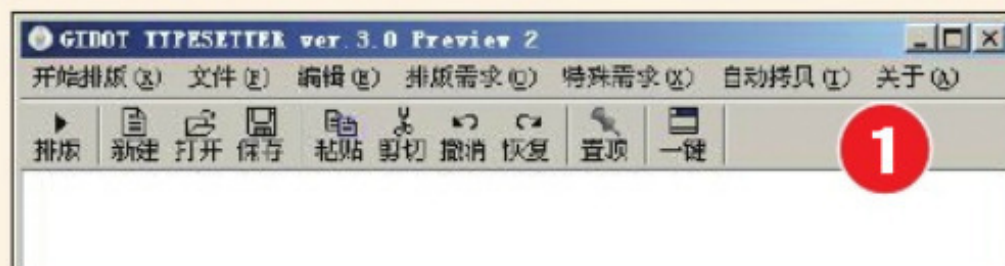 GIDOT TYPESETTER ver.3.0 Preview 2
开始排版(R) 文件(F) 编辑(E) 排版需求(Q) 特殊需求(X) 自动拷贝(T) 关于(A)
排版 新建 打开 保存 粘贴 剪切 撤消 恢复 置顶 一键
1